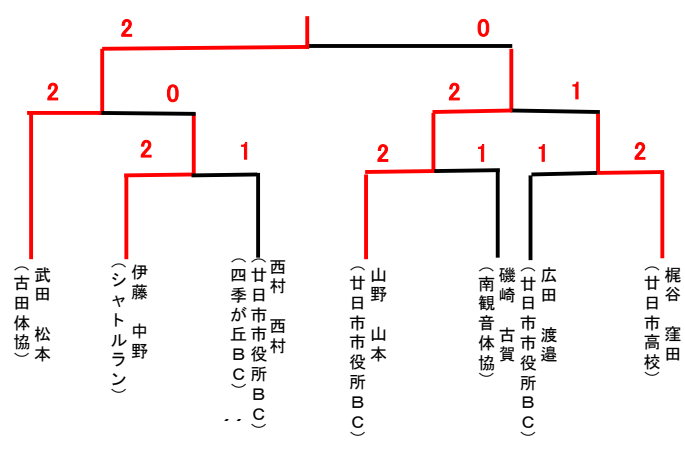 2
0
2
0
2
1
2
1
2
1
1
2
武田　松本
（古田体協）
伊藤　中野
（シャトルラン）
西村　西村
（廿日市市役所ＢＣ）
（四季が丘ＢＣ）
山野　山本
（廿日市市役所ＢＣ）
磯崎　古賀
（南観音体協）
広田　渡邉
（廿日市市役所ＢＣ）
梶谷　窪田
（廿日市高校）